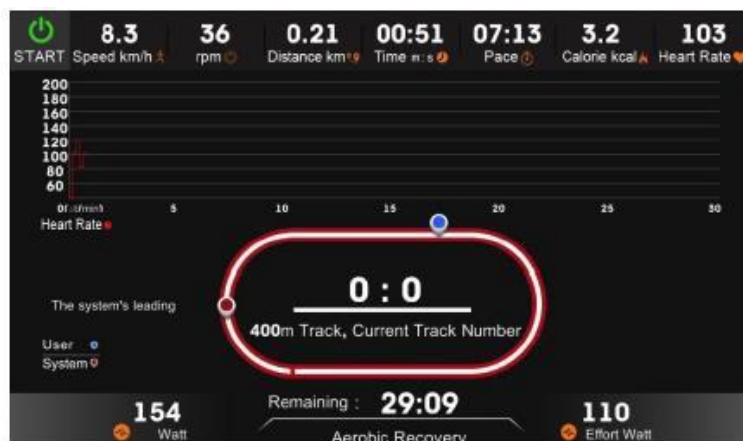 8.3 36 0.21 00:51 07:13 3.2 103
START Speed km/h rpm Distance km Time m:s Pace Calorie kcal Heart Rate
200
180
160
140
120
100
80
60
5 10 15 20 25 30
Heart Rate
0 : 0
The system's leading
400m Track, Current Track Number
User
System
Remaining : 29:09
154 110
Watt Effort Watt
Aerobic Recovery